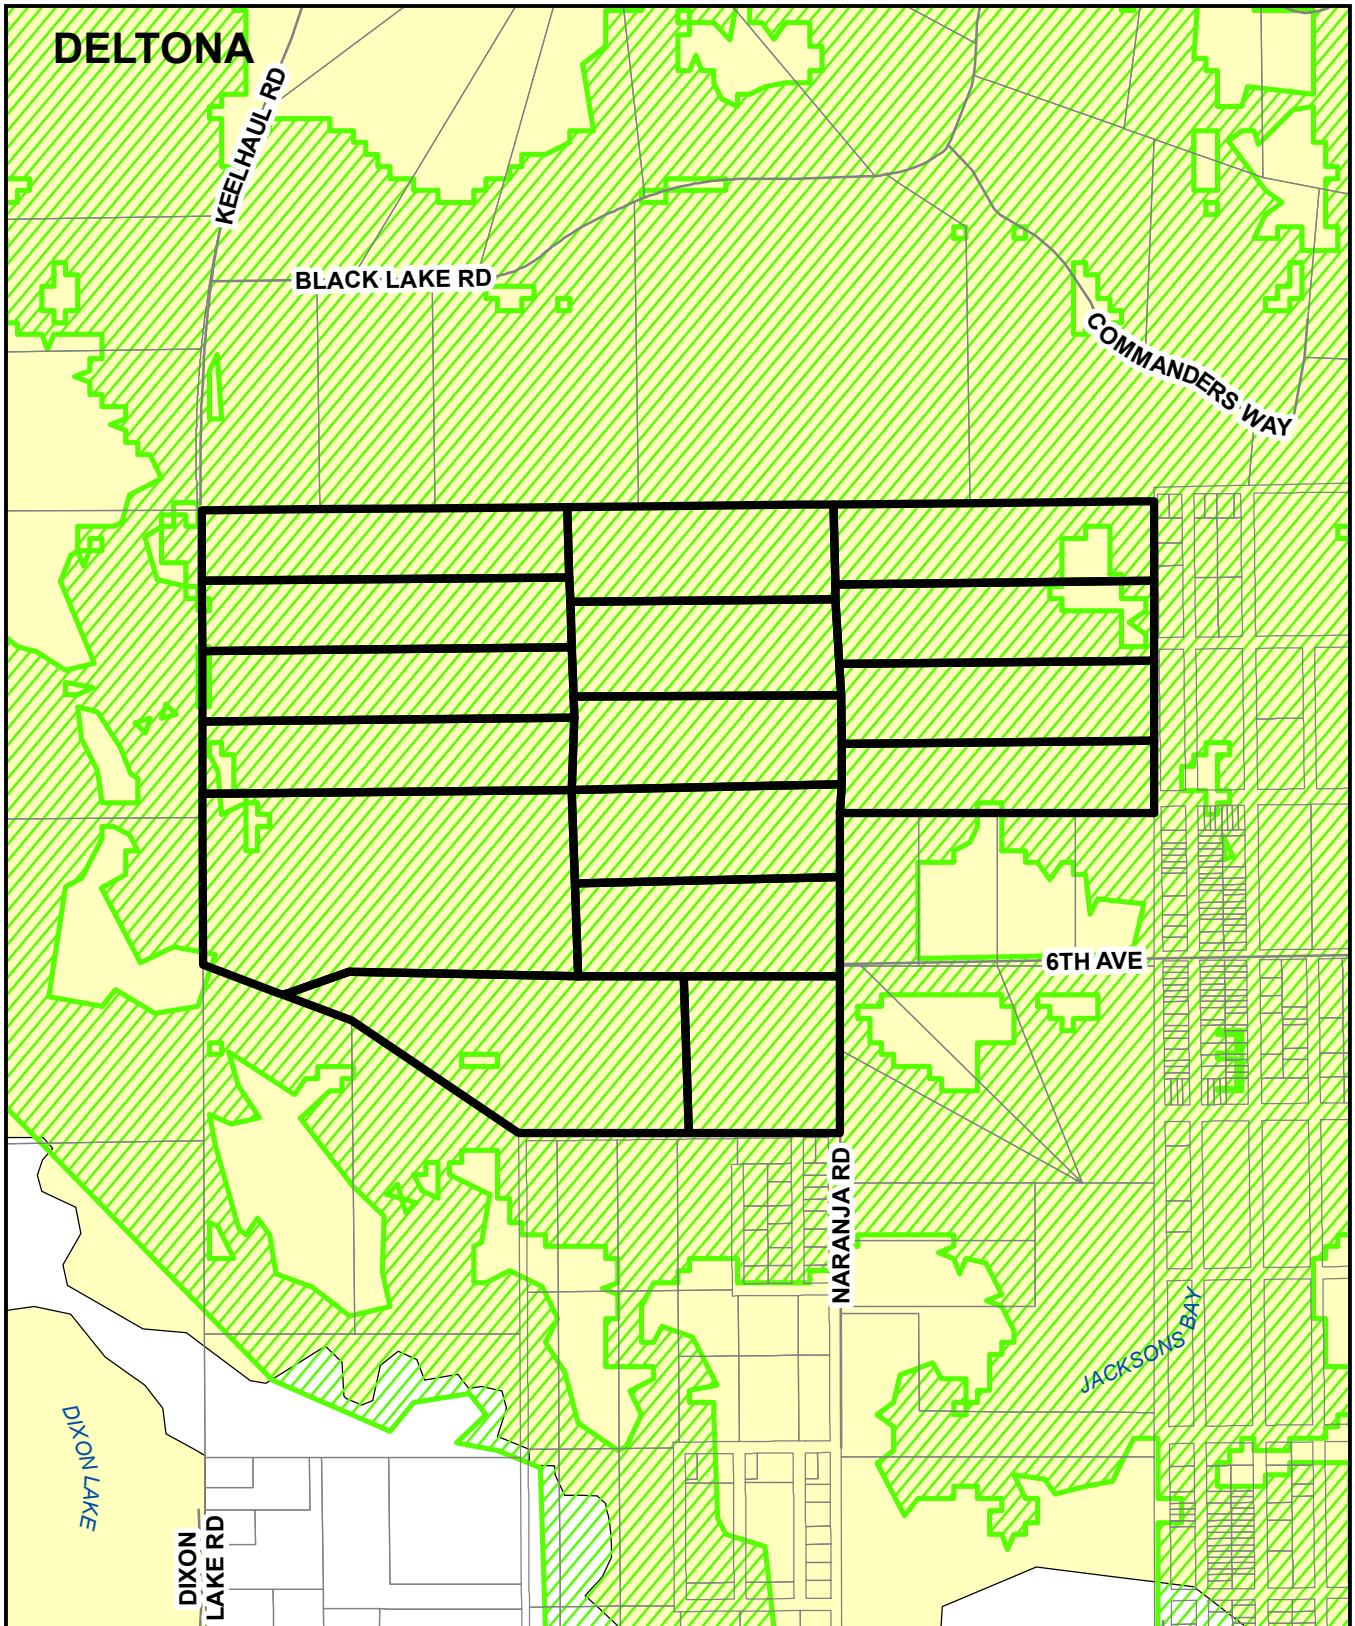 DELTONA
KEELHAUL RD
BLACK LAKE RD
COMMANDERS WAY
6TH AVE
NARANJA RD
JACKSONS BAY
DIXON LAKE
DIXON
LAKE RD